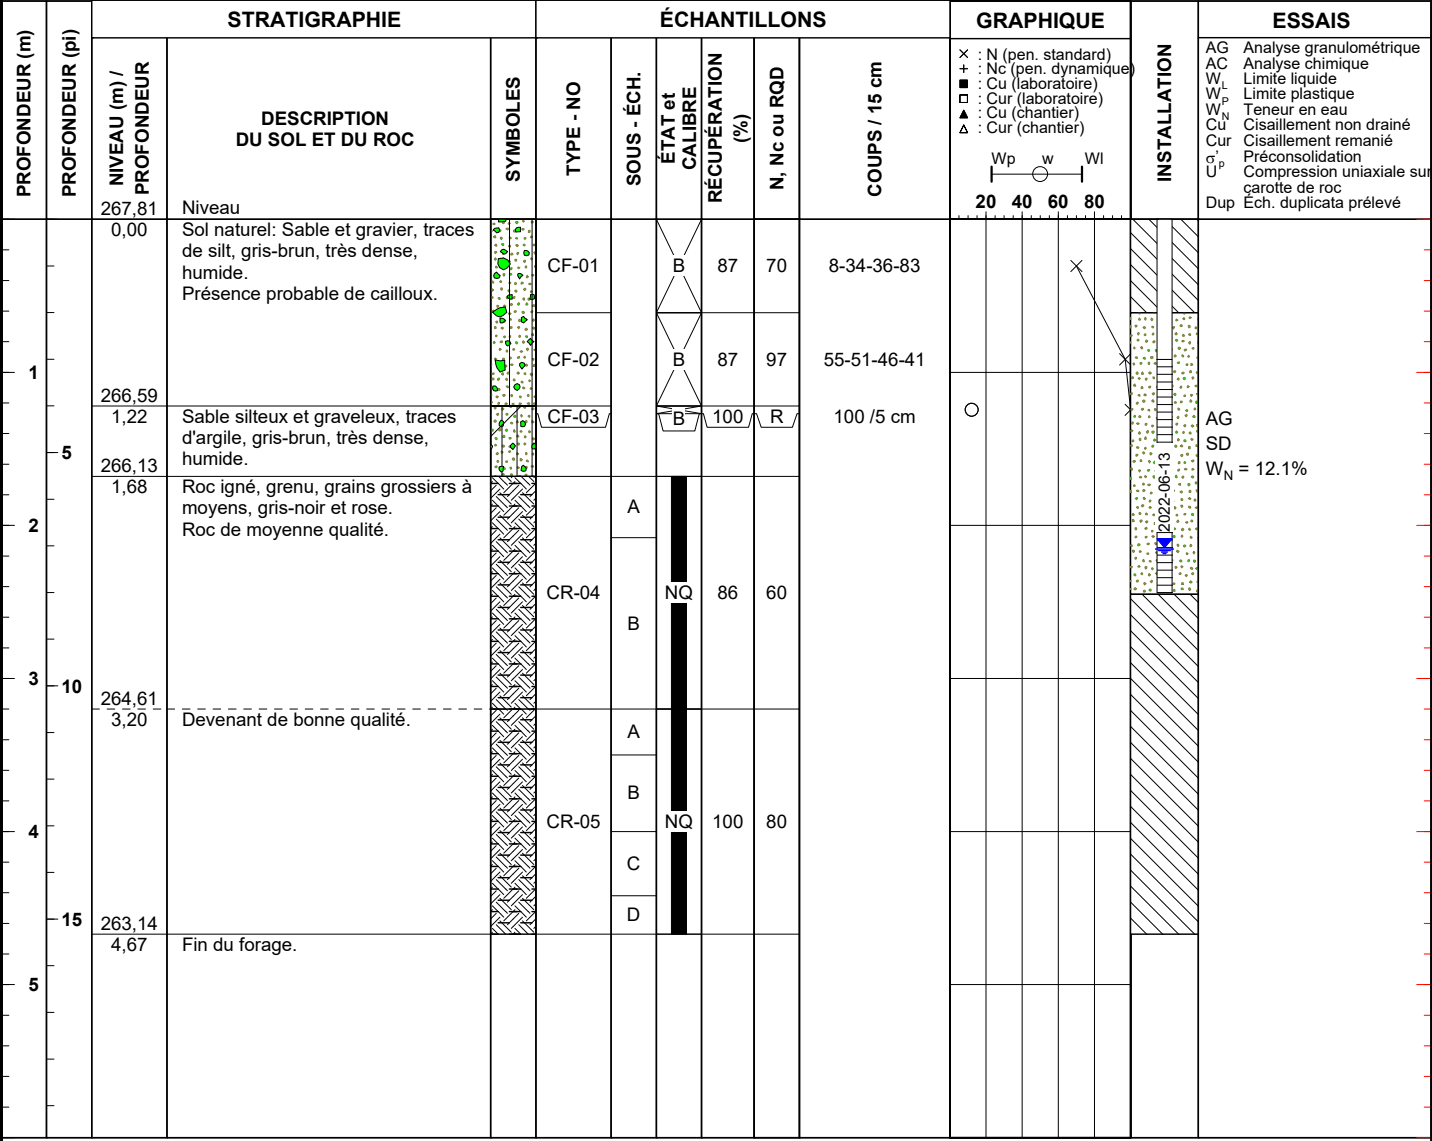 STRATIGRAPHIE
ÉCHANTILLONS
GRAPHIQUE
ESSAIS
PROFONDEUR (m)
PROFONDEUR (pi)
NIVEAU (m) /
PROFONDEUR
DESCRIPTION
DU SOL ET DU ROC
SYMBOLES
TYPE - NO
SOUS - ÉCH.
ÉTAT et
CALIBRE
RÉCUPÉRATION
(%)
N, Nc ou RQD
COUPS / 15 cm
× : N (pen. standard)
+ : Nc (pen. dynamique)
■ : Cu (laboratoire)
□ : Cur (laboratoire)
▲ : Cu (chantier)
△ : Cur (chantier)
Wp w Wl
20 40 60 80
INSTALLATION
AG Analyse granulométrique
AC Analyse chimique
W_L Limite liquide
W_P Limite plastique
W_N Teneur en eau
Cu Cisaillement non drainé
Cur Cisaillement remanié
σ'_p Préconsolidation
U Compression uniaxiale sur
carotte de roc
Dup Éch. duplicata prélevé
267,81 Niveau
0,00 Sol naturel: Sable et gravier, traces
de silt, gris-brun, très dense,
humide.
Présence probable de cailloux.
CF-01 B 87 70 8-34-36-83
CF-02 B 87 97 55-51-46-41
1
266,59
1,22 Sable silteux et graveleux, traces
d'argile, gris-brun, très dense,
humide.
CF-03 B 100 R 100 /5 cm
AG
SD
W_N = 12.1%
5
266,13
1,68 Roc igné, grenu, grains grossiers à
moyens, gris-noir et rose.
Roc de moyenne qualité.
A
2022-06-13
2
CR-04 NQ 86 60
B
3
10
264,61
3,20 Devenant de bonne qualité.
A
B
CR-05 NQ 100 80
4
C
D
15
263,14
4,67 Fin du forage.
5